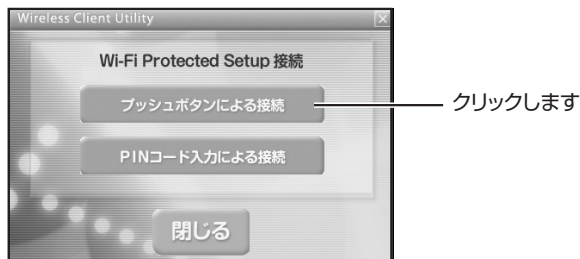 Wireless Client Utility
Wi-Fi Protected Setup 接続
プッシュボタンによる接続
クリックします
PINコード入力による接続
閉じる